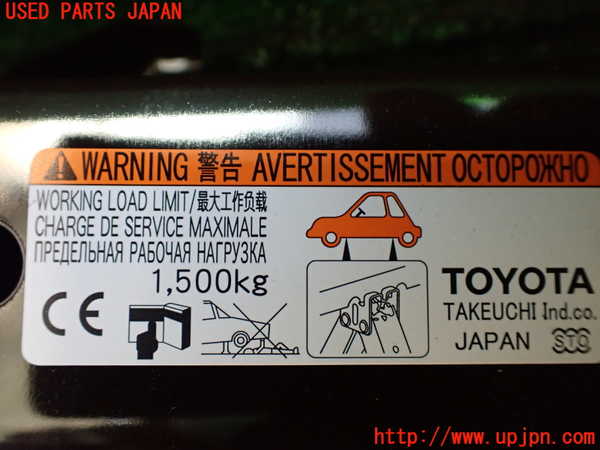 USED PARTS JAPAN
WARNING 警告 AVERTISSEMENT ОСТОРОЖНО
WORKING LOAD LIMIT/最大工作负载
CHARGE DE SERVICE MAXIMALE
ПРЕДЕЛЬНАЯ РАБОЧАЯ НАГРУЗКА
1,500kg
CE
TOYOTA
TAKEUCHI Ind.co.
JAPAN STC
http://www.upjpn.com/